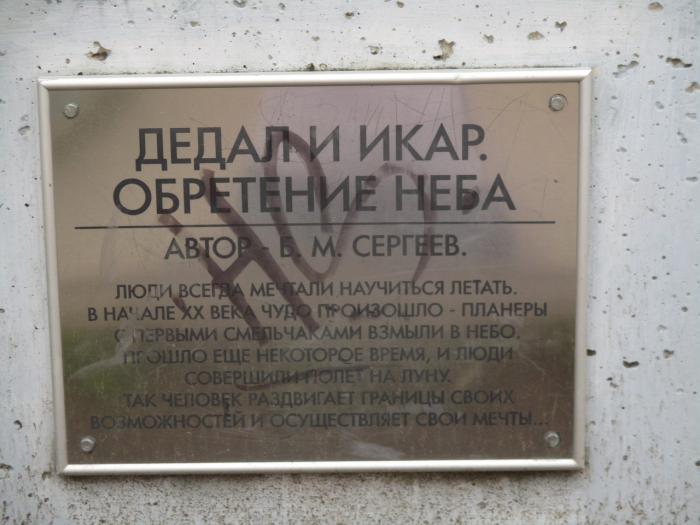 ДЕДАЛ И ИКАР.
ОБРЕТЕНИЕ НЕБА
АВТОР - Б. М. СЕРГЕЕВ.
ЛЮДИ ВСЕГДА МЕЧТАЛИ НАУЧИТЬСЯ ЛЕТАТЬ.
В НАЧАЛЕ XX ВЕКА ЧУДО ПРОИЗОШЛО - ПЛАНЕРЫ
С ПЕРВЫМИ СМЕЛЬЧАКАМИ ВЗМЫЛИ В НЕБО.
ПРОШЛО ЕЩЕ НЕКОТОРОЕ ВРЕМЯ, И ЛЮДИ
СОВЕРШИЛИ ПОЛЕТ НА ЛУНУ.
ТАК ЧЕЛОВЕК РАЗДВИГАЕТ ГРАНИЦЫ СВОИХ
ВОЗМОЖНОСТЕЙ И ОСУЩЕСТВЛЯЕТ СВОИ МЕЧТЫ...